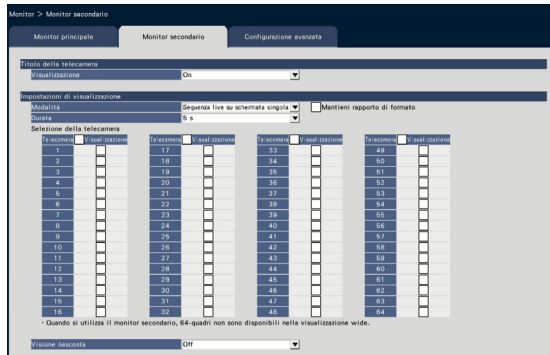 Monitor > Monitor secondario
Monitor principale Monitor secondario Configurazione avanzata
Titolo della telecamera
Visualizzazione On
Impostazioni di visualizzazione
Modalità Sequenza live su schermata singola Mantieni rapporto di formato
Durata 5 s
Selezione della telecamera
Telecamera Visualizzazione Telecamera Visualizzazione Telecamera Visualizzazione Telecamera Visualizzazione
1 17 33 49
2 18 34 50
3 19 35 51
4 20 36 52
5 21 37 53
6 22 38 54
7 23 39 55
8 24 40 56
9 25 41 57
10 26 42 58
11 27 43 59
12 28 44 60
13 29 45 61
14 30 46 62
15 31 47 63
16 32 48 64
• Quando si utilizza il monitor secondario, 64-quadri non sono disponibili nella visualizzazione wide.
Visione nascosta Off